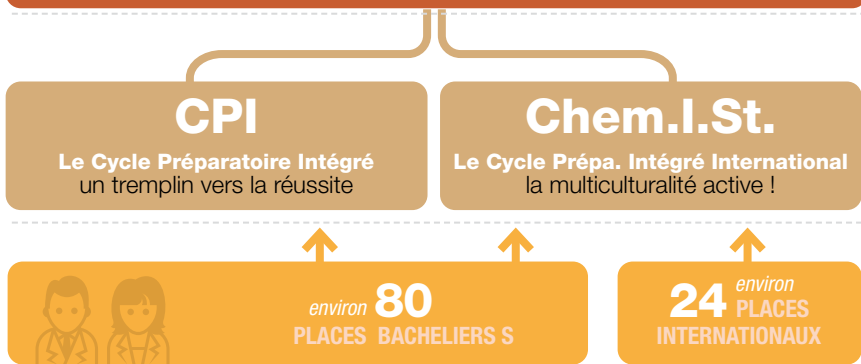 CPI
Le Cycle Préparatoire Intégré
un tremplin vers la réussite
Chem.I.St.
Le Cycle Prépa. Intégré International
la multiculturalité active !
environ 80
PLACES BACHELIERS S
24 environ
PLACES
INTERNATIONAUX